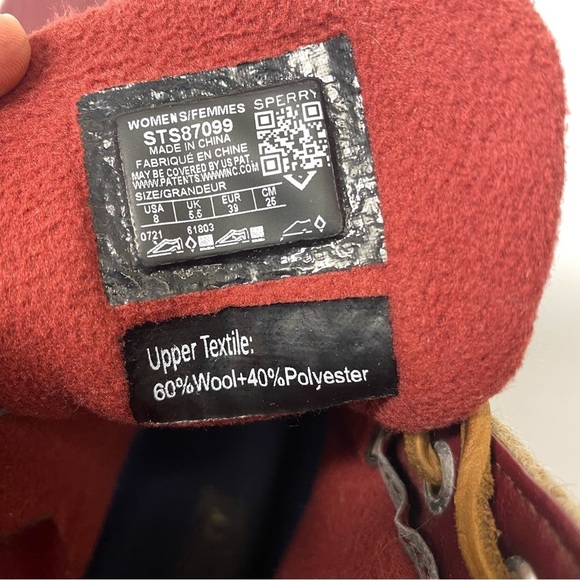 WOMENS/FEMMES SPERRY
STS87099
MADE IN CHINA
FABRIQUÉ EN CHINE
MAY BE COVERED BY US PAT.
WWW.PATENTS.WWWINC.COM
SIZE/GRANDEUR
USA UK EUR CM
8 5.5 39 25
0721 61803
Upper Textile:
60%Wool+40%Polyester